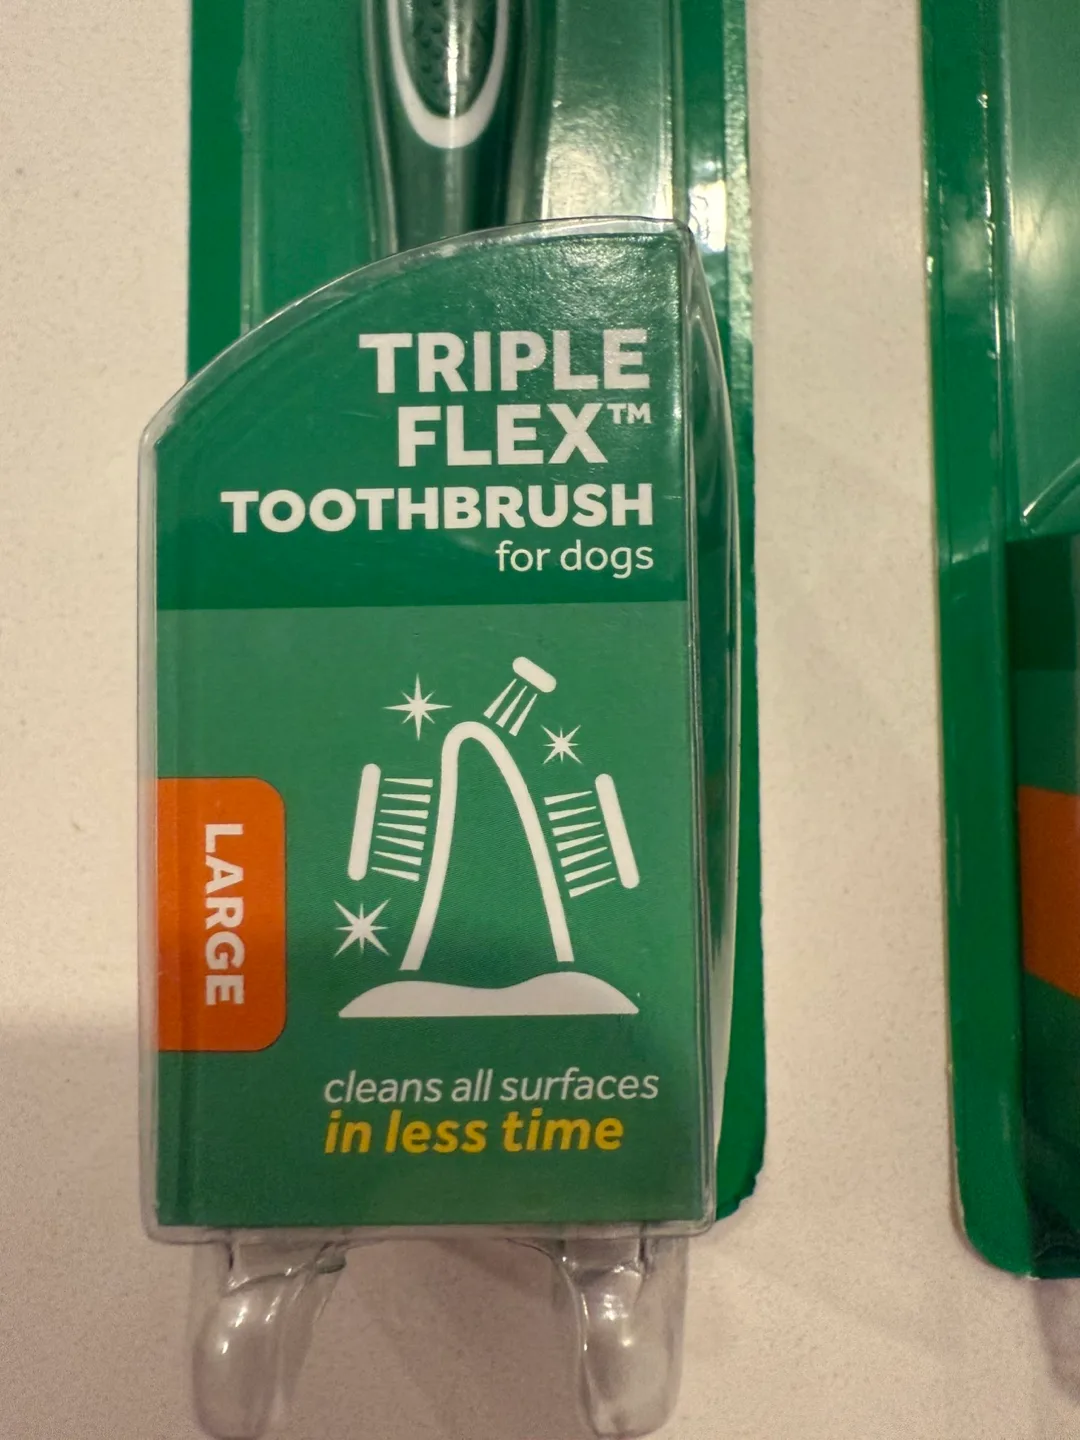 TRIPLE
FLEX™
TOOTHBRUSH
for dogs
LARGE
cleans all surfaces
in less time